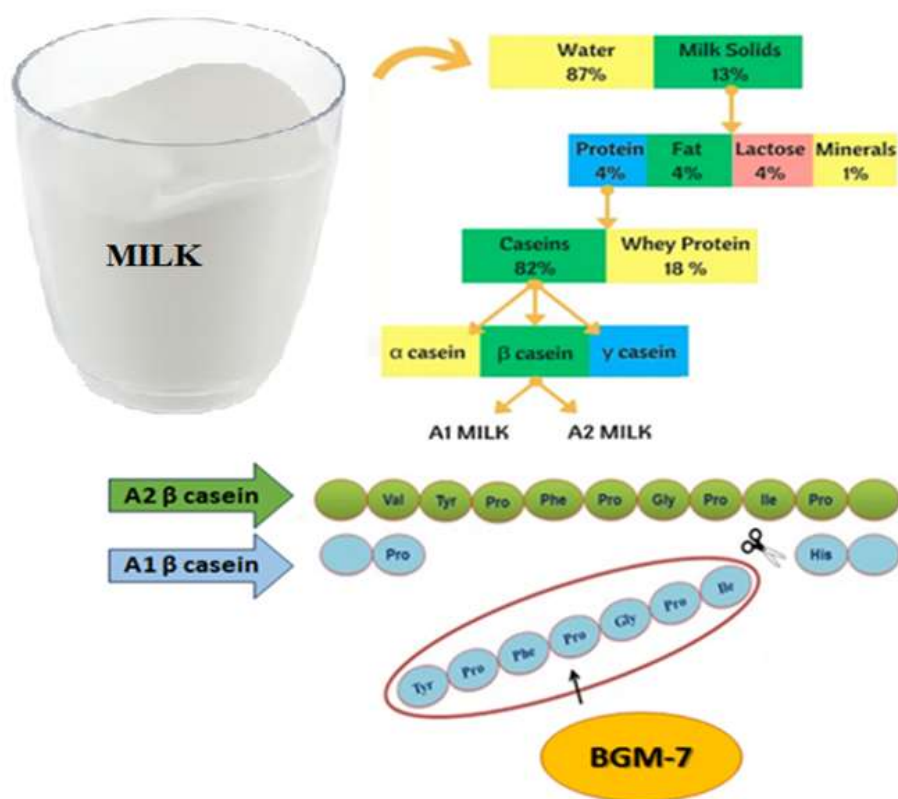 MILK
Water
87%
Milk Solids
13%
Protein
4%
Fat
4%
Lactose
4%
Minerals
1%
Caseins
82%
Whey Protein
18 %
α casein
β casein
γ casein
A1 MILK
A2 MILK
A2 β casein
Val Tyr Pro Phe Pro Gly Pro Ile Pro
A1 β casein
Pro
His
Tyr Pro Phe Pro Gly Pro Ile
BGM-7